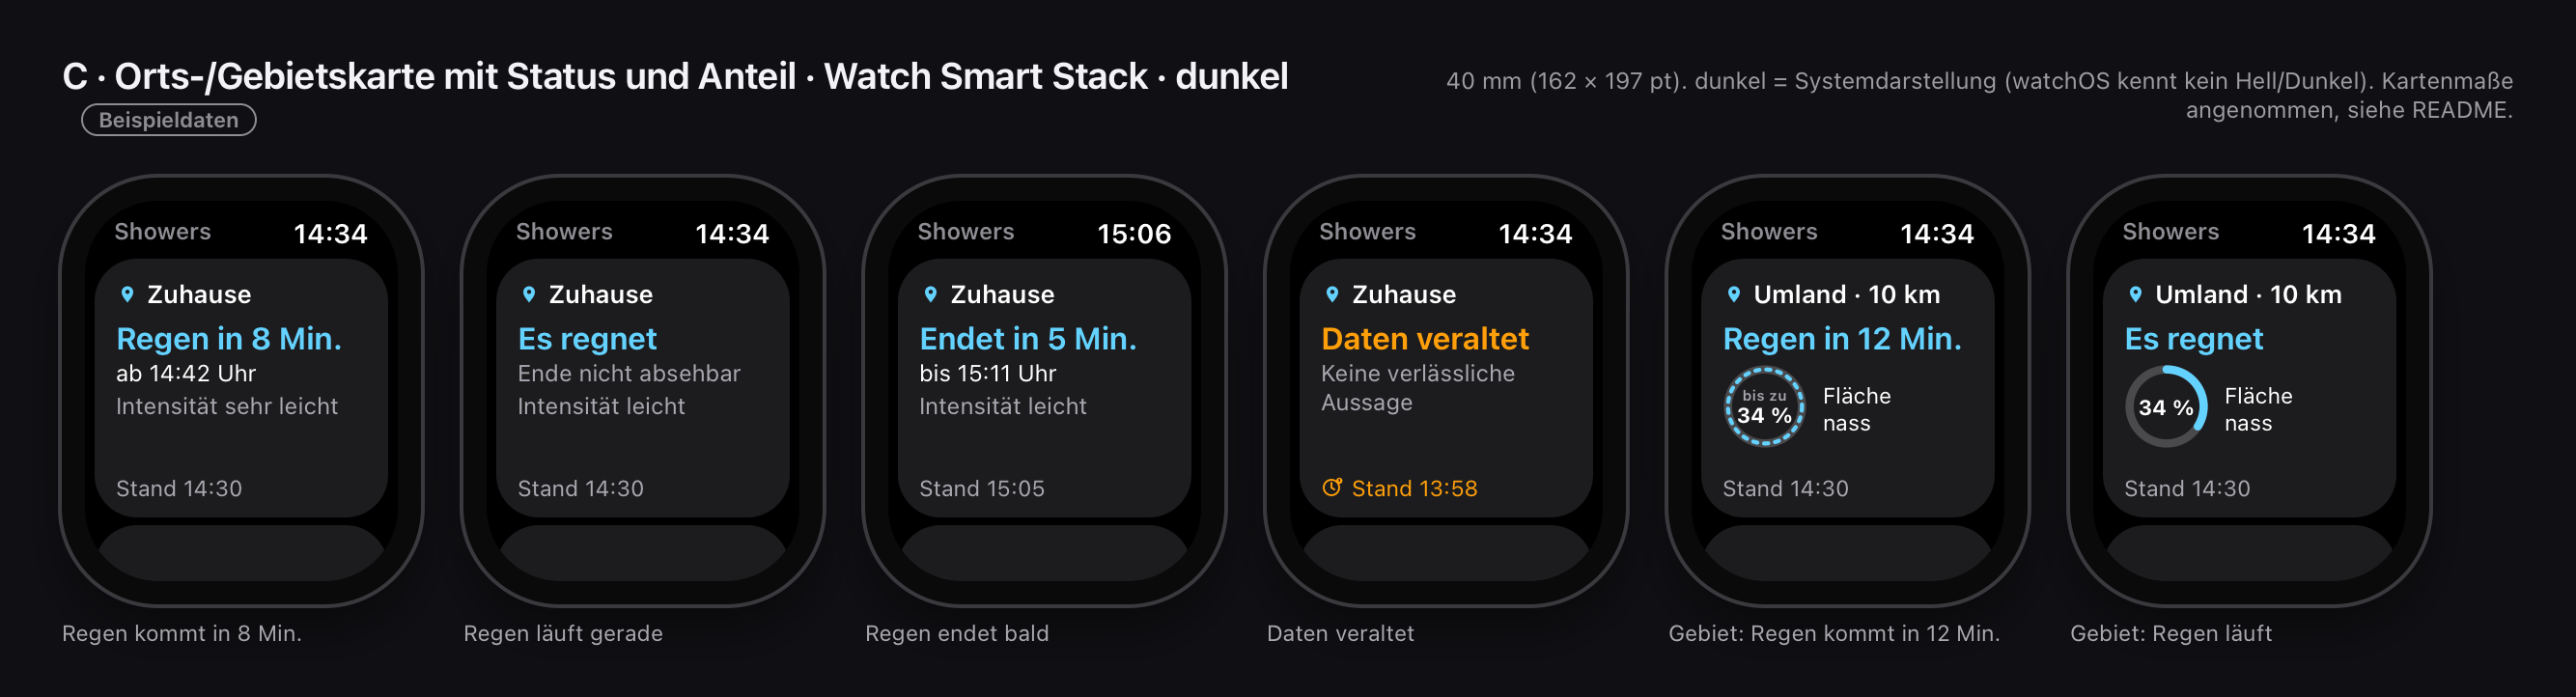 C · Orts-/Gebietskarte mit Status und Anteil · Watch Smart Stack · dunkel
Beispieldaten
40 mm (162 × 197 pt). dunkel = Systemdarstellung (watchOS kennt kein Hell/Dunkel). Kartenmaße
angenommen, siehe README.
Showers 14:34
Zuhause
Regen in 8 Min.
ab 14:42 Uhr
Intensität sehr leicht
Stand 14:30
Regen kommt in 8 Min.
Showers 14:34
Zuhause
Es regnet
Ende nicht absehbar
Intensität leicht
Stand 14:30
Regen läuft gerade
Showers 15:06
Zuhause
Endet in 5 Min.
bis 15:11 Uhr
Intensität leicht
Stand 15:05
Regen endet bald
Showers 14:34
Zuhause
Daten veraltet
Keine verlässliche
Aussage
Stand 13:58
Daten veraltet
Showers 14:34
Umland · 10 km
Regen in 12 Min.
bis zu
34 %
Fläche
nass
Stand 14:30
Gebiet: Regen kommt in 12 Min.
Showers 14:34
Umland · 10 km
Es regnet
34 %
Fläche
nass
Stand 14:30
Gebiet: Regen läuft